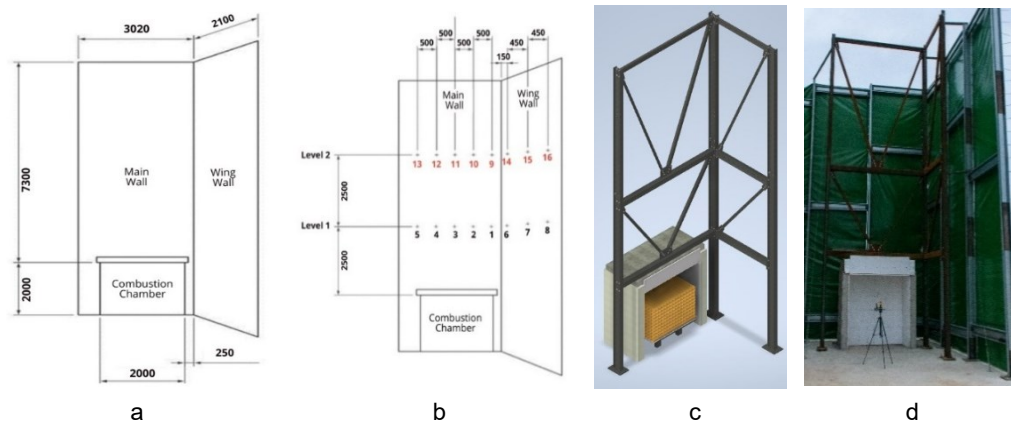 3020
2100
7300
Main
Wall
Wing
Wall
2000
Combustion
Chamber
250
2000
a
500
500
500
500
450
450
150
Main
Wall
Wing
Wall
Level 2
13 12 11 10 9 14 15 16
2500
Level 1
5 4 3 2 1 6 7 8
2500
Combustion
Chamber
b
c
d